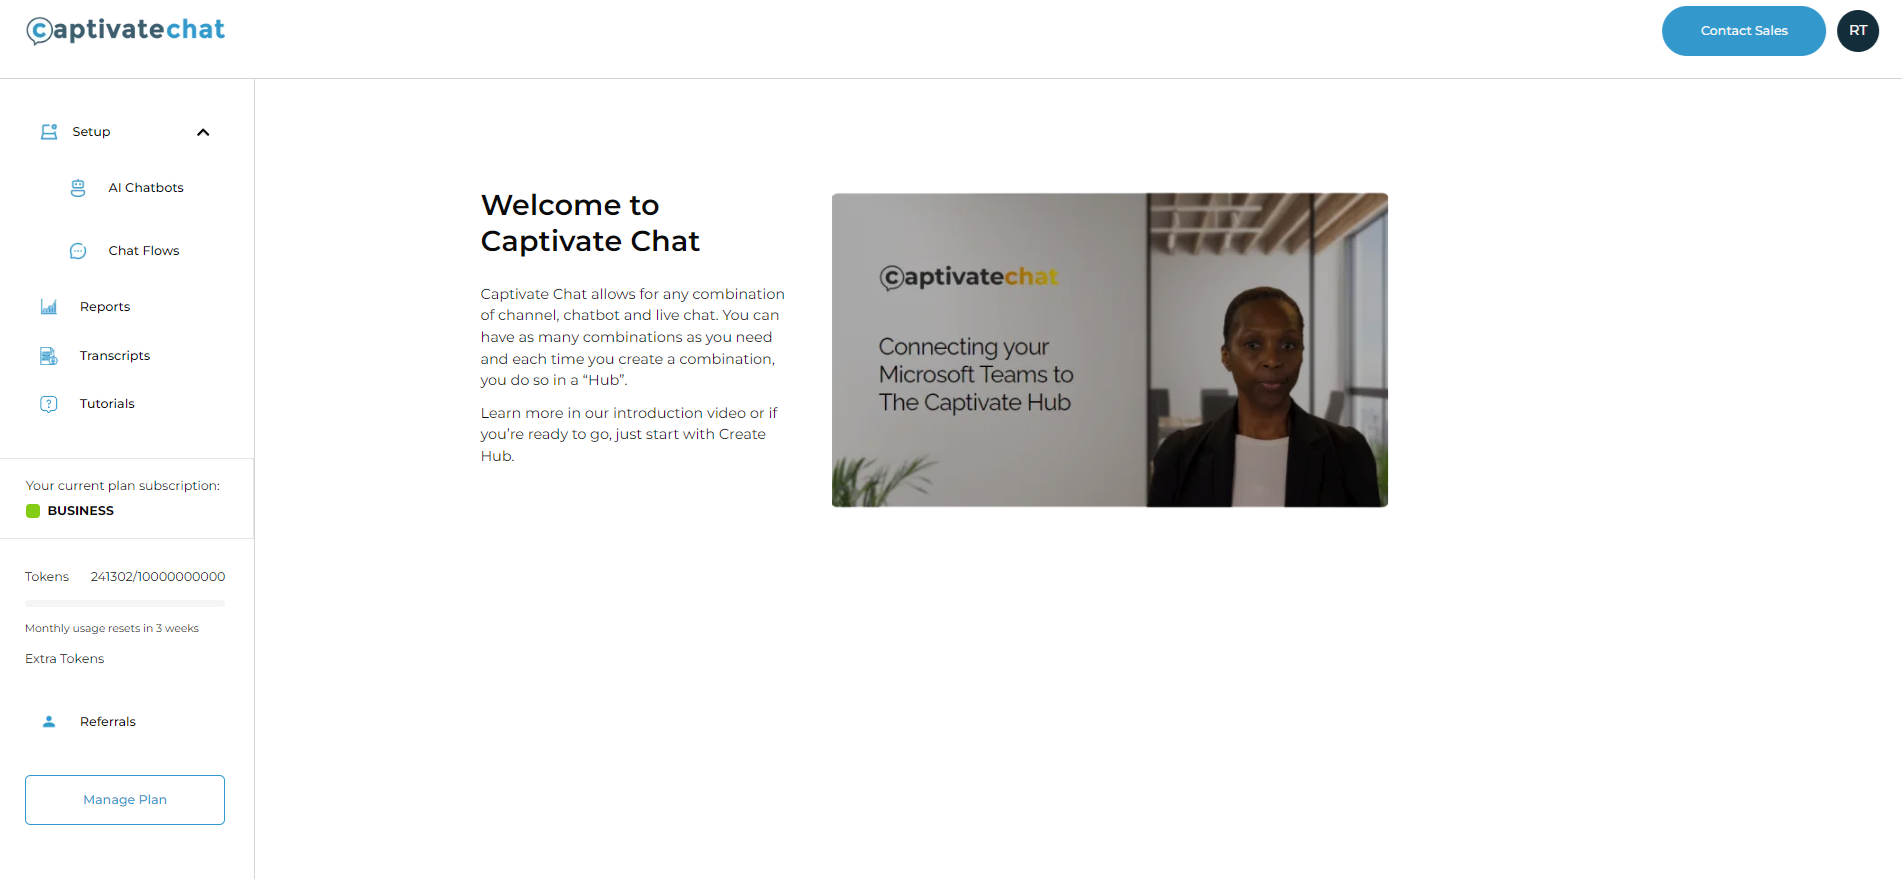 captivatechat
Contact Sales
RT
Setup
AI Chatbots
Chat Flows
Reports
Transcripts
Tutorials
Your current plan subscription:
BUSINESS
Tokens 241302/10000000000
Monthly usage resets in 3 weeks
Extra Tokens
Referrals
Manage Plan
Welcome to
Captivate Chat
Captivate Chat allows for any combination
of channel, chatbot and live chat. You can
have as many combinations as you need
and each time you create a combination,
you do so in a “Hub”.
Learn more in our introduction video or if
you’re ready to go, just start with Create
Hub.
captivatechat
Connecting your
Microsoft Teams to
The Captivate Hub